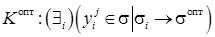 K^опт : (∃_i)(y_i^j ∈ σ | σ_i → σ^опт)